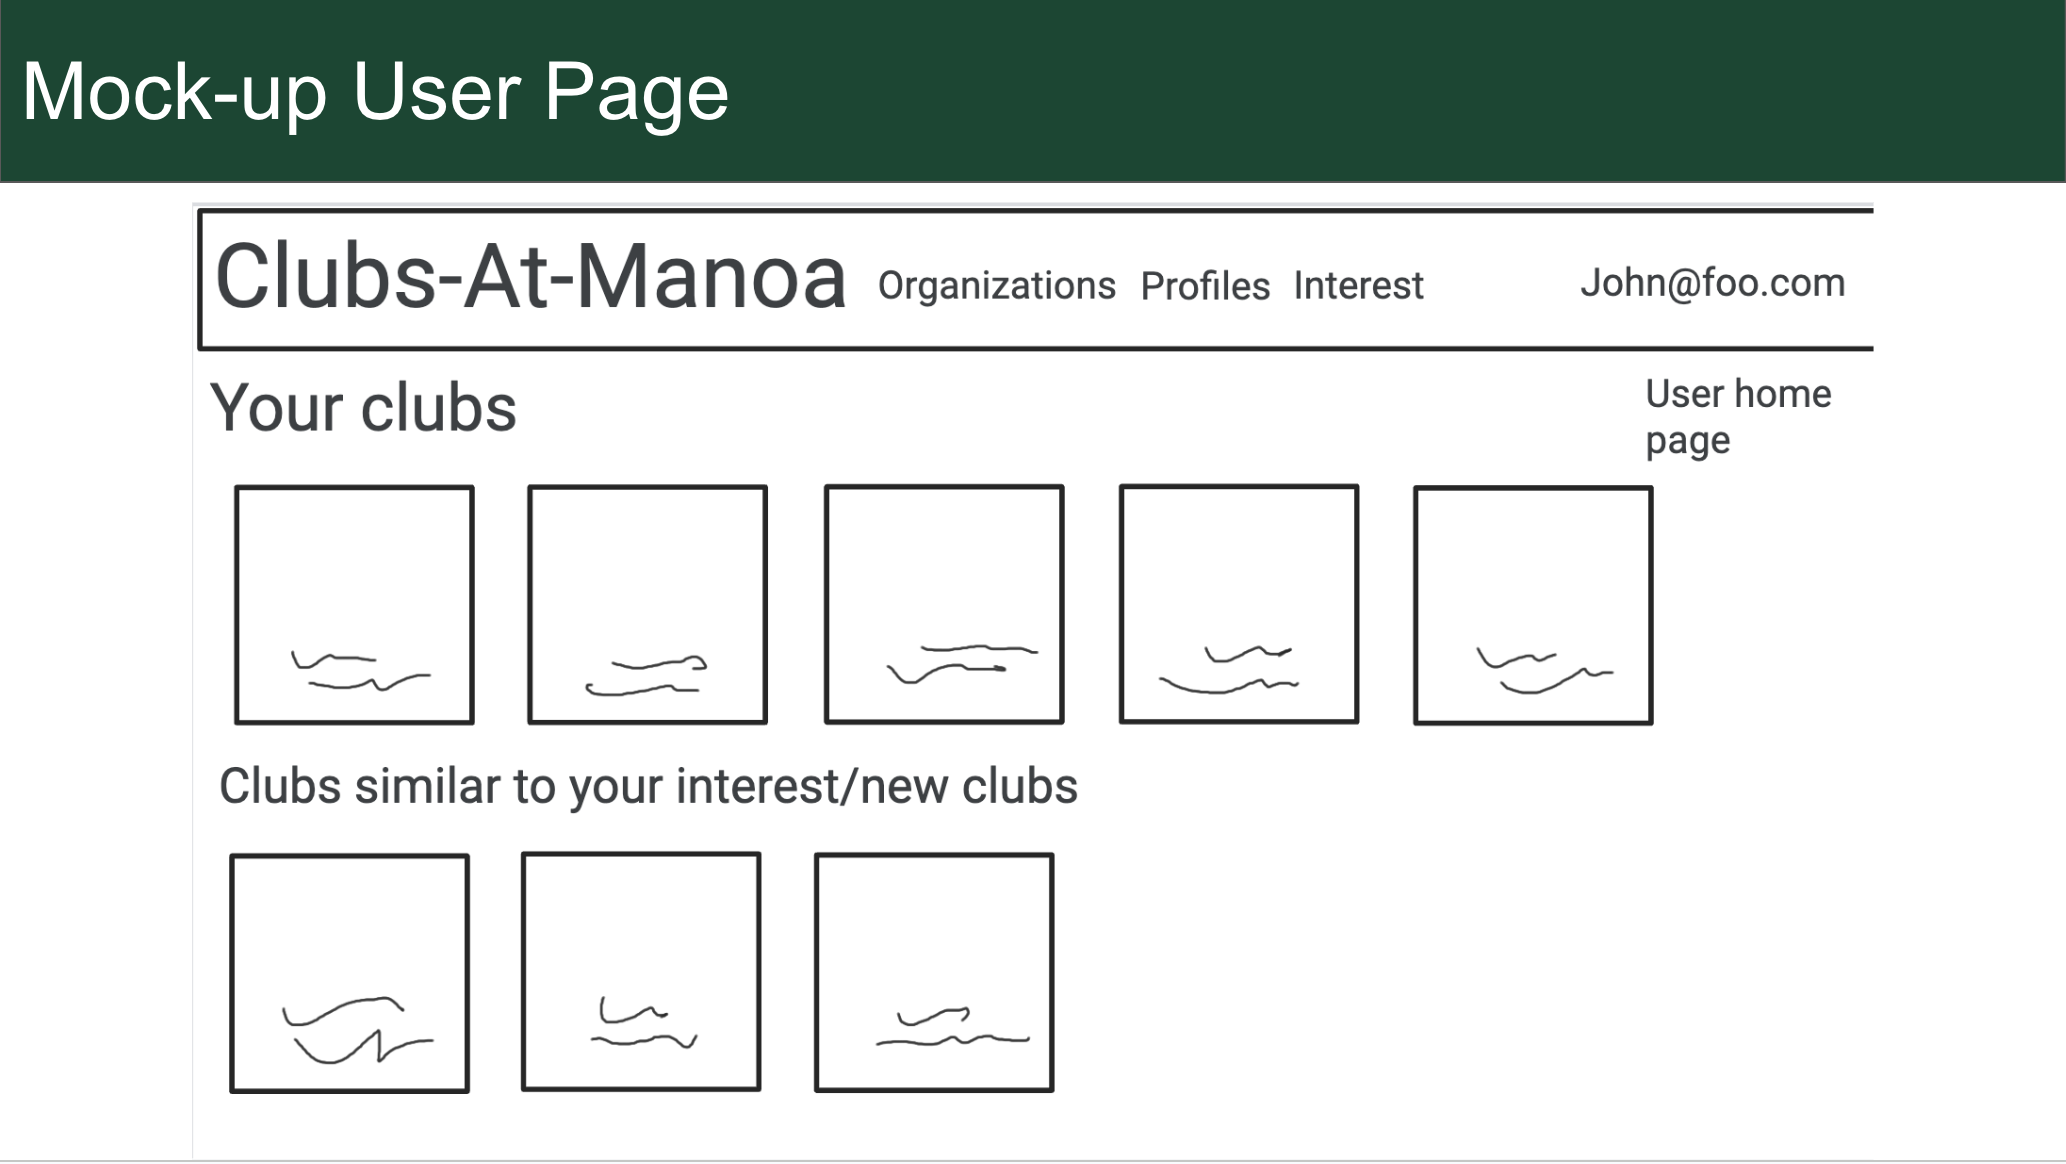 Mock-up User Page
Clubs-At-Manoa Organizations Profiles Interest John@foo.com
Your clubs
User home
page
Clubs similar to your interest/new clubs